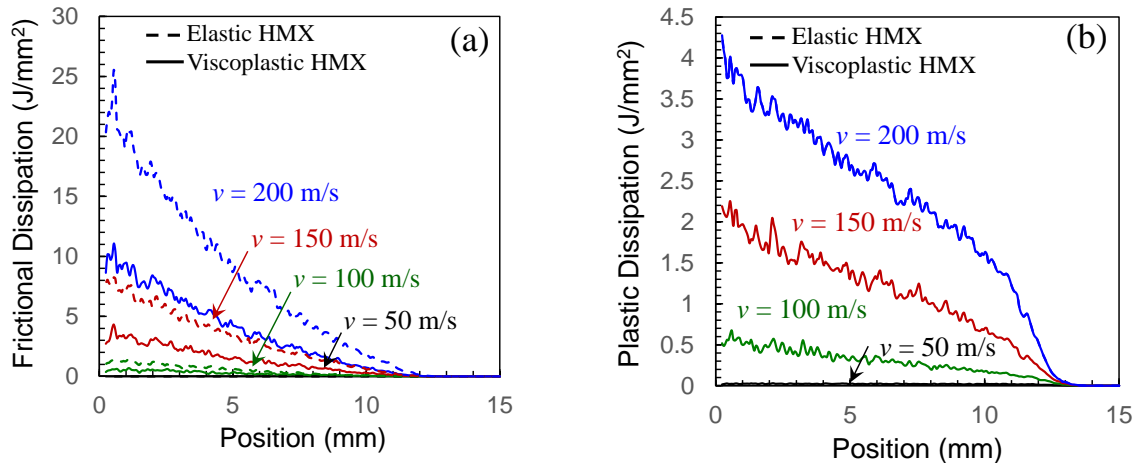 (a)
Elastic HMX
Viscoplastic HMX
Frictional Dissipation (J/mm²)
30
25
20
15
10
5
0
v = 200 m/s
v = 150 m/s
v = 100 m/s
v = 50 m/s
0 5 10 15
Position (mm)
(b)
Elastic HMX
Viscoplastic HMX
Plastic Dissipation (J/mm²)
4.5
4
3.5
3
2.5
2
1.5
1
0.5
0
v = 200 m/s
v = 150 m/s
v = 100 m/s
v = 50 m/s
0 5 10 15
Position (mm)